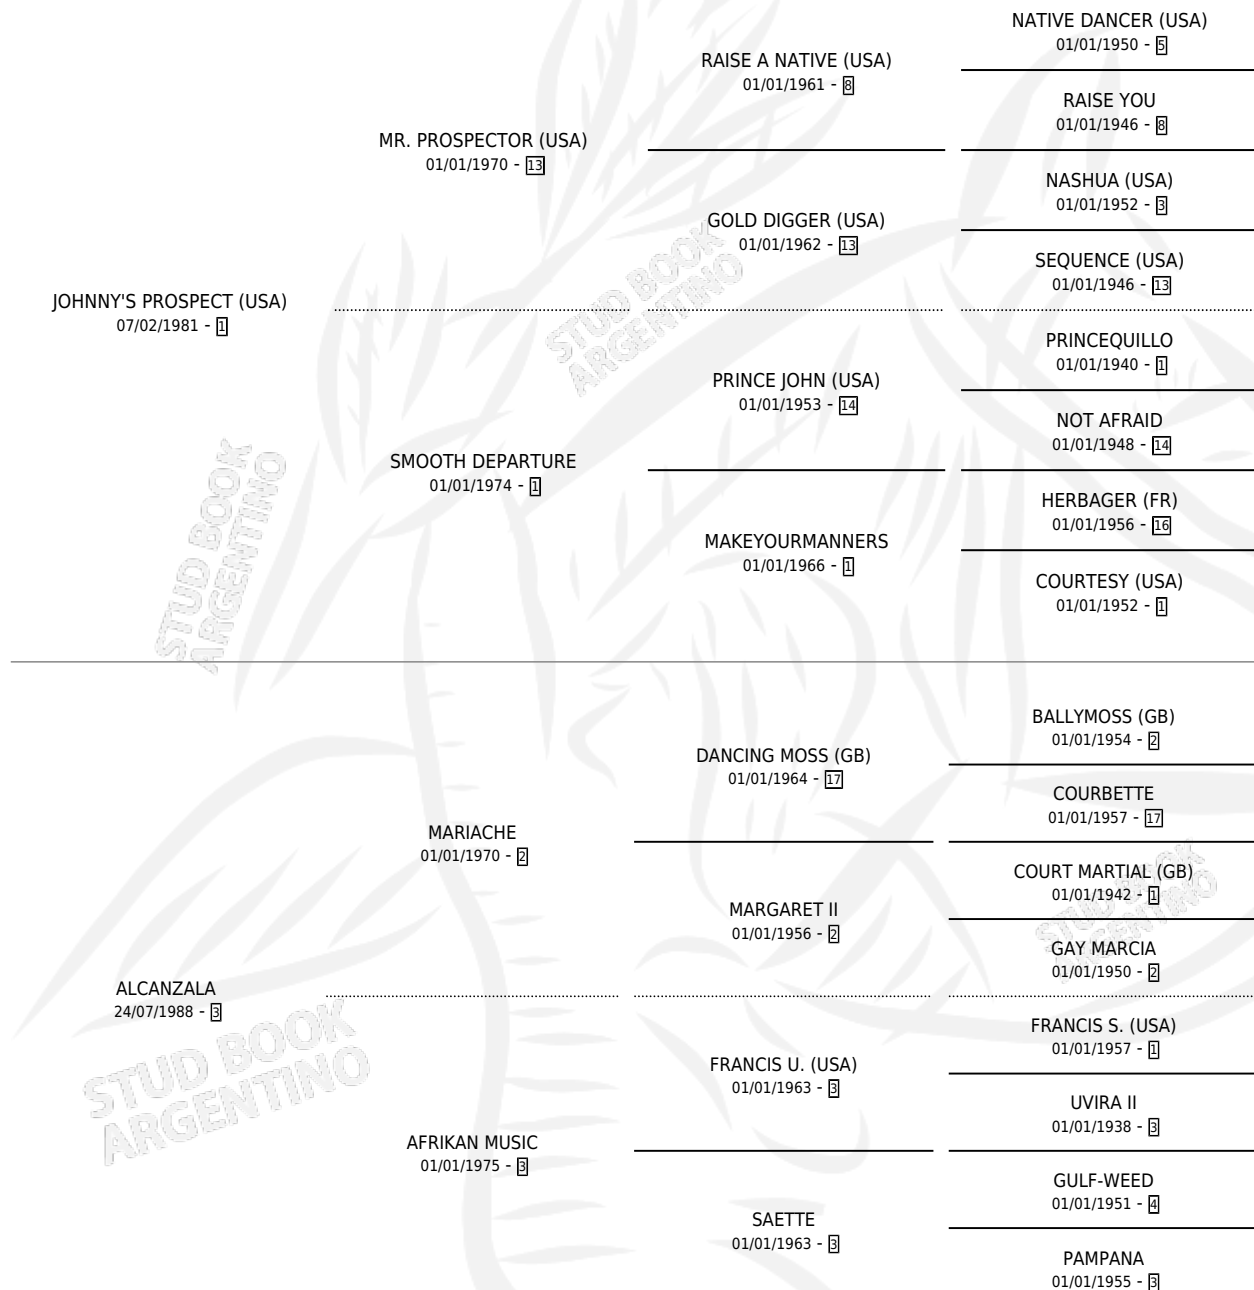 NATIVE DANCER (USA)
01/01/1950 - 5
RAISE A NATIVE (USA)
01/01/1961 - 8
RAISE YOU
01/01/1946 - 8
MR. PROSPECTOR (USA)
01/01/1970 - 13
NASHUA (USA)
01/01/1952 - 3
GOLD DIGGER (USA)
01/01/1962 - 13
SEQUENCE (USA)
01/01/1946 - 13
JOHNNY'S PROSPECT (USA)
07/02/1981 - 1
STUD BOOK
ARGENTINO
PRINCEQUILLO
01/01/1940 - 1
PRINCE JOHN (USA)
01/01/1953 - 14
NOT AFRAID
01/01/1948 - 14
SMOOTH DEPARTURE
01/01/1974 - 1
HERBAGER (FR)
01/01/1956 - 16
MAKEYOURMANNERS
01/01/1966 - 1
COURTESY (USA)
01/01/1952 - 1
STUD BOOK
ARGENTINO
BALLYMOSS (GB)
01/01/1954 - 2
DANCING MOSS (GB)
01/01/1964 - 17
COURBETTE
01/01/1957 - 17
MARIACHE
01/01/1970 - 2
COURT MARTIAL (GB)
01/01/1942 - 1
MARGARET II
01/01/1956 - 2
GAY MARCIA
01/01/1950 - 2
STUD BOOK
ARGENTINO
ALCANZALA
24/07/1988 - 3
FRANCIS S. (USA)
01/01/1957 - 1
FRANCIS U. (USA)
01/01/1963 - 3
UVIRA II
01/01/1938 - 3
STUD BOOK
ARGENTINO
AFRIKAN MUSIC
01/01/1975 - 3
GULF-WEED
01/01/1951 - 4
SAETTE
01/01/1963 - 3
PAMPANA
01/01/1955 - 3